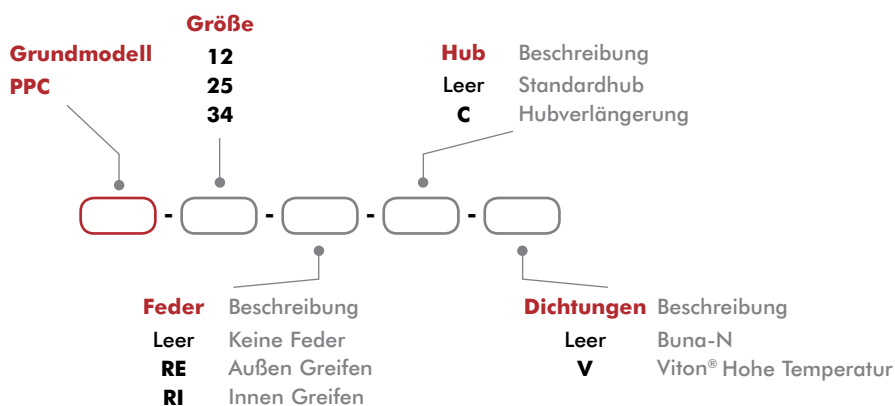 Größe
Grundmodell 12 Hub Beschreibung
PPC 25 Leer Standardhub
34 C Hubverlängerung
- - - -
Feder Beschreibung Dichtungen Beschreibung
Leer Keine Feder Leer Buna-N
RE Außen Greifen V Viton® Hohe Temperatur
RI Innen Greifen